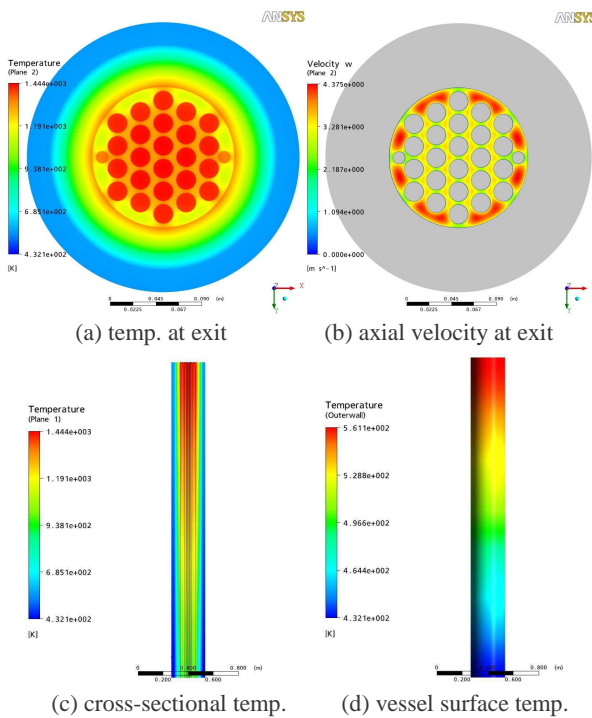 ANSYS
Temperature
(Plane 2)
1.444e+003
1.191e+003
9.381e+002
6.851e+002
4.321e+002
[K]
Z X
Y
0 0.045 0.090 (m)
0.0225 0.067
(a) temp. at exit
ANSYS
Velocity w
(Plane 2)
4.375e+000
3.281e+000
2.187e+000
1.094e+000
0.000e+000
[m s^-1]
Z X
Y
0 0.045 0.090 (m)
0.0225 0.067
(b) axial velocity at exit
Temperature
(Plane 1)
1.444e+003
1.191e+003
9.381e+002
6.851e+002
4.321e+002
[K]
0 0.400 0.800 (m)
0.200 0.600
(c) cross-sectional temp.
Temperature
(Outerwall)
5.611e+002
5.288e+002
4.966e+002
4.644e+002
4.321e+002
[K]
0 0.400 0.800 (m)
0.200 0.600
(d) vessel surface temp.